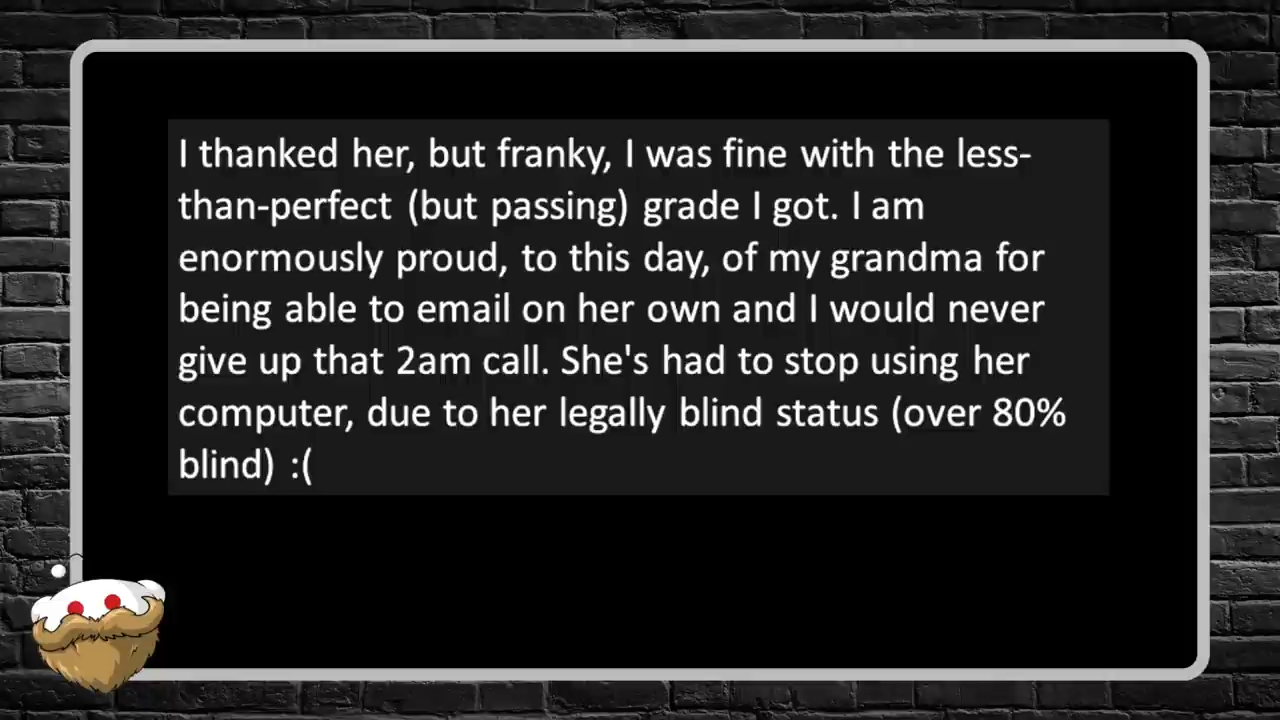 I thanked her, but franky, I was fine with the less-
than-perfect (but passing) grade I got. I am
enormously proud, to this day, of my grandma for
being able to email on her own and I would never
give up that 2am call. She's had to stop using her
computer, due to her legally blind status (over 80%
blind) :(